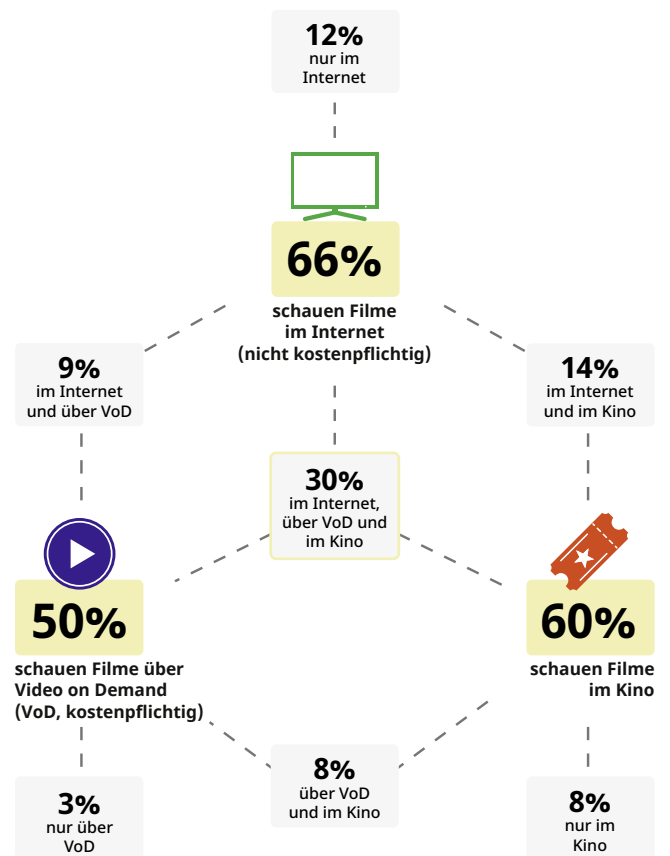 12%
nur im
Internet
66%
schauen Filme
im Internet
(nicht kostenpflichtig)
9%
im Internet
und über VoD
14%
im Internet
und im Kino
30%
im Internet,
über VoD und
im Kino
50%
schauen Filme über
Video on Demand
(VoD, kostenpflichtig)
60%
schauen Filme
im Kino
8%
über VoD
und im Kino
3%
nur über
VoD
8%
nur im
Kino